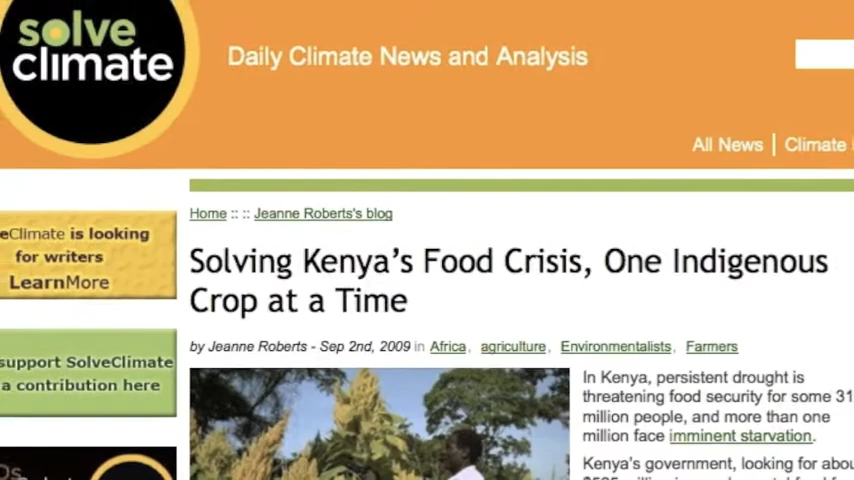 solve
climate
Daily Climate News and Analysis
All News | Climate
Home :: :: Jeanne Roberts's blog
eClimate is looking
for writers
LearnMore
Solving Kenya's Food Crisis, One Indigenous
Crop at a Time
by Jeanne Roberts - Sep 2nd, 2009 in Africa, agriculture, Environmentalists, Farmers
support SolveClimate
a contribution here
In Kenya, persistent drought is
threatening food security for some 31
million people, and more than one
million face imminent starvation.
Kenya's government, looking for abou